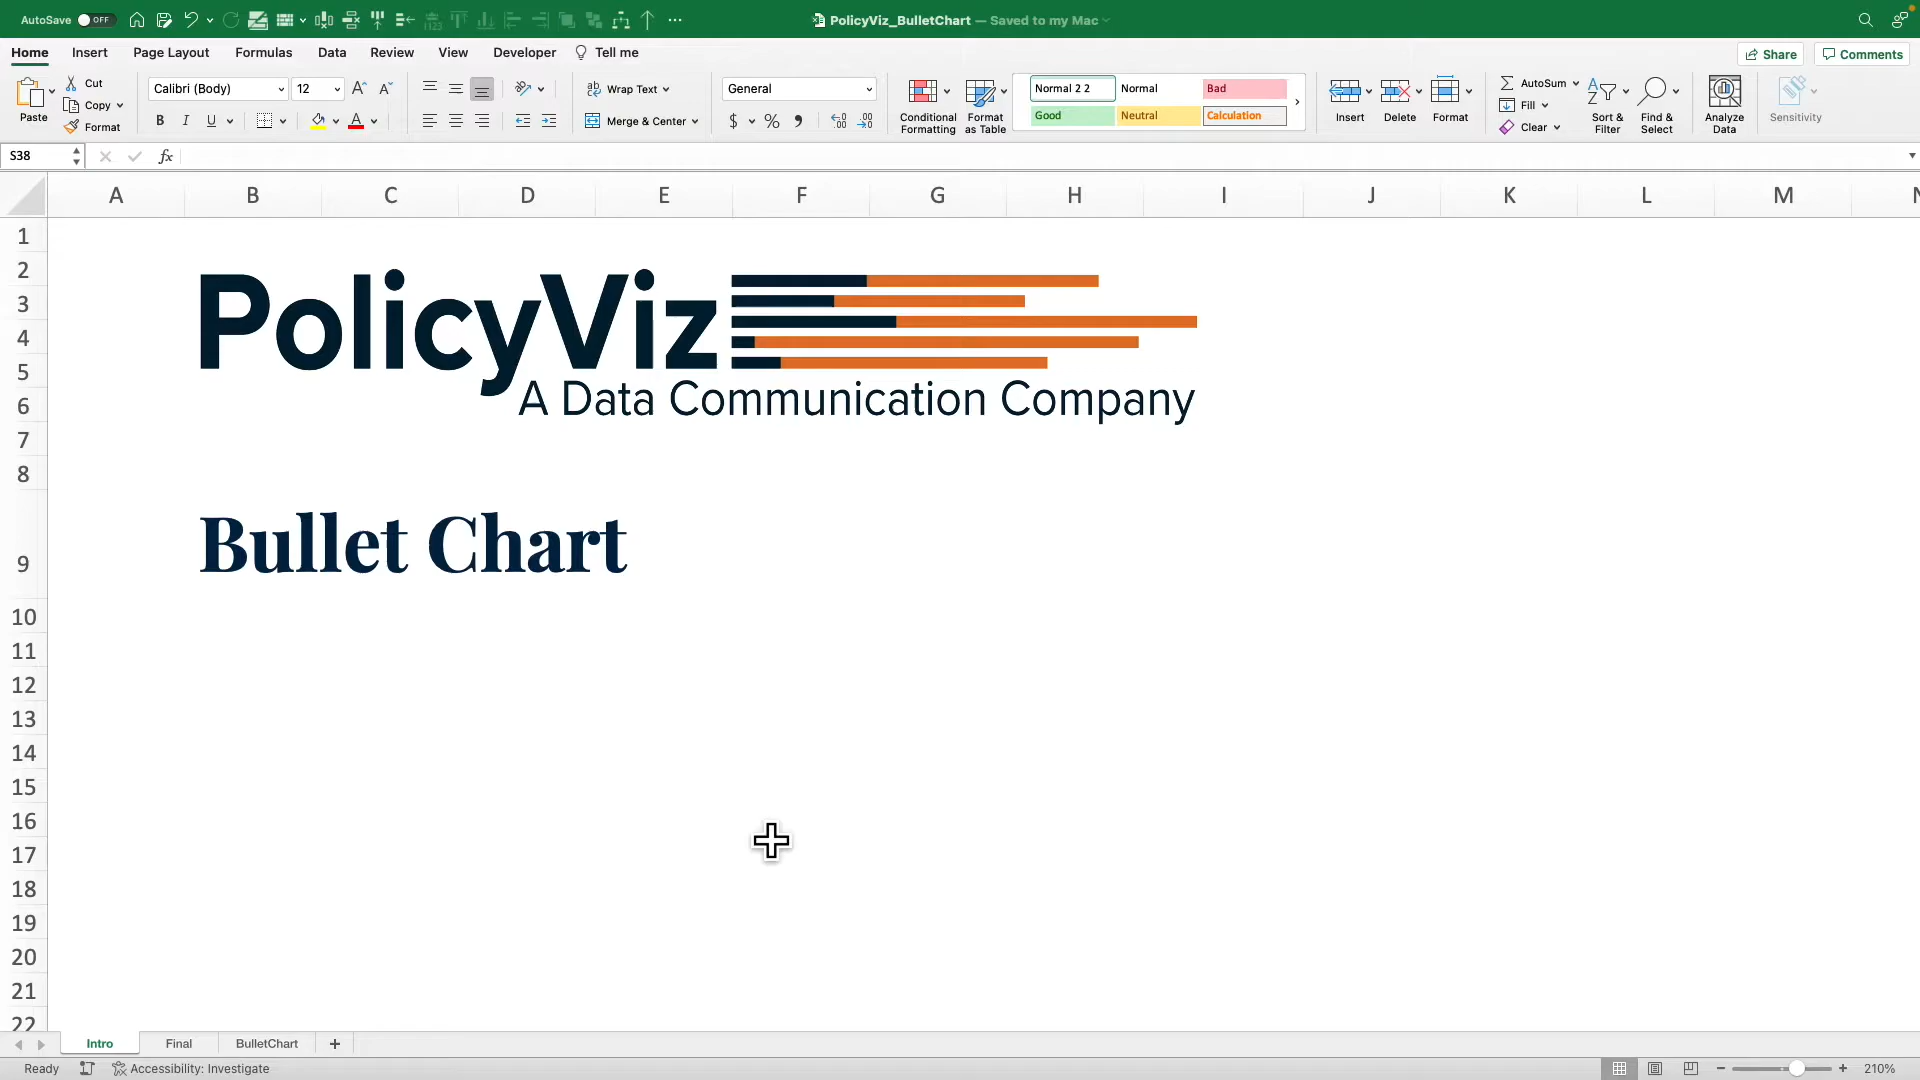 AutoSave OFF PolicyViz_BulletChart — Saved to my Mac
Home Insert Page Layout Formulas Data Review View Developer Tell me Share Comments
Paste Cut Copy Format
Calibri (Body) 12 A^ A
B I U A
Wrap Text
Merge & Center
General
$ % 9
Conditional Formatting
Format as Table
Normal 2 2 Normal Bad
Good Neutral Calculation
Insert Delete Format
AutoSum
Fill
Clear
Sort & Filter
Find & Select
Analyze Data
Sensitivity
S38 fx
A B C D E F G H I J K L M
1
2
3
4
5
6
7
8
9
10
11
12
13
14
15
16
17
18
19
20
21
22
PolicyViz
A Data Communication Company
Bullet Chart
Intro Final BulletChart +
Ready Accessibility: Investigate 210%